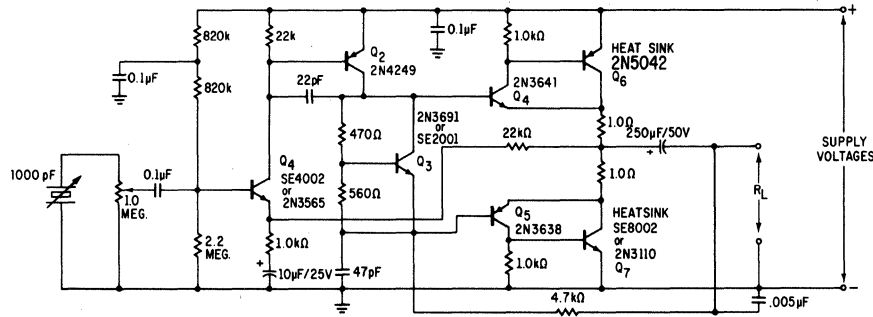 820k
22k
+
0.1µF
1.0kΩ
HEAT SINK
2N5042
Q6
Q2
2N4249
0.1µF
820k
22pF
2N3641
Q4
2N3691
or
SE2001
Q3
470Ω
1.0Ω
250µF/50V
+
22kΩ
SUPPLY
VOLTAGES
1000 pF
0.1µF
1.0
MEG.
Q4
SE4002
or
2N3565
560Ω
1.0Ω
RL
Q5
2N3638
HEATSINK
SE8002
or
2N3110
Q7
2.2
MEG.
1.0kΩ
+
10µF/25V
47pF
1.0kΩ
4.7kΩ
.005µF
−